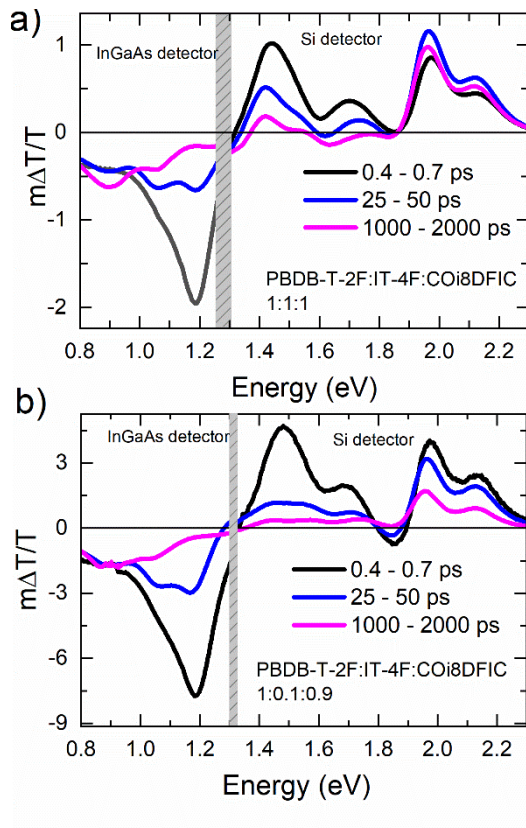 a)
InGaAs detector
Si detector
1
0
-1
-2
mΔT/T
0.4 - 0.7 ps
25 - 50 ps
1000 - 2000 ps
PBDB-T-2F:IT-4F:COi8DFIC
1:1:1
0.8 1.0 1.2 1.4 1.6 1.8 2.0 2.2
Energy (eV)
b)
InGaAs detector
Si detector
3
0
-3
-6
-9
mΔT/T
0.4 - 0.7 ps
25 - 50 ps
1000 - 2000 ps
PBDB-T-2F:IT-4F:COi8DFIC
1:0.1:0.9
0.8 1.0 1.2 1.4 1.6 1.8 2.0 2.2
Energy (eV)